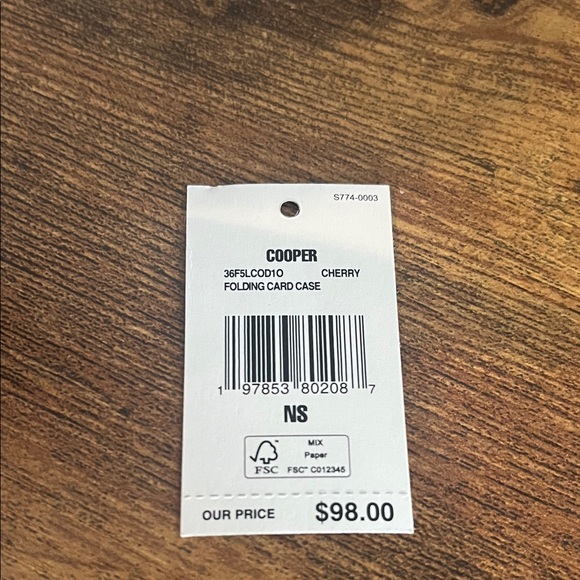 S774-0003
COOPER
36F5LCOD1O CHERRY
FOLDING CARD CASE
1 97853 80208 7
NS
MIX
Paper
FSC FSC™ C012345
OUR PRICE $98.00